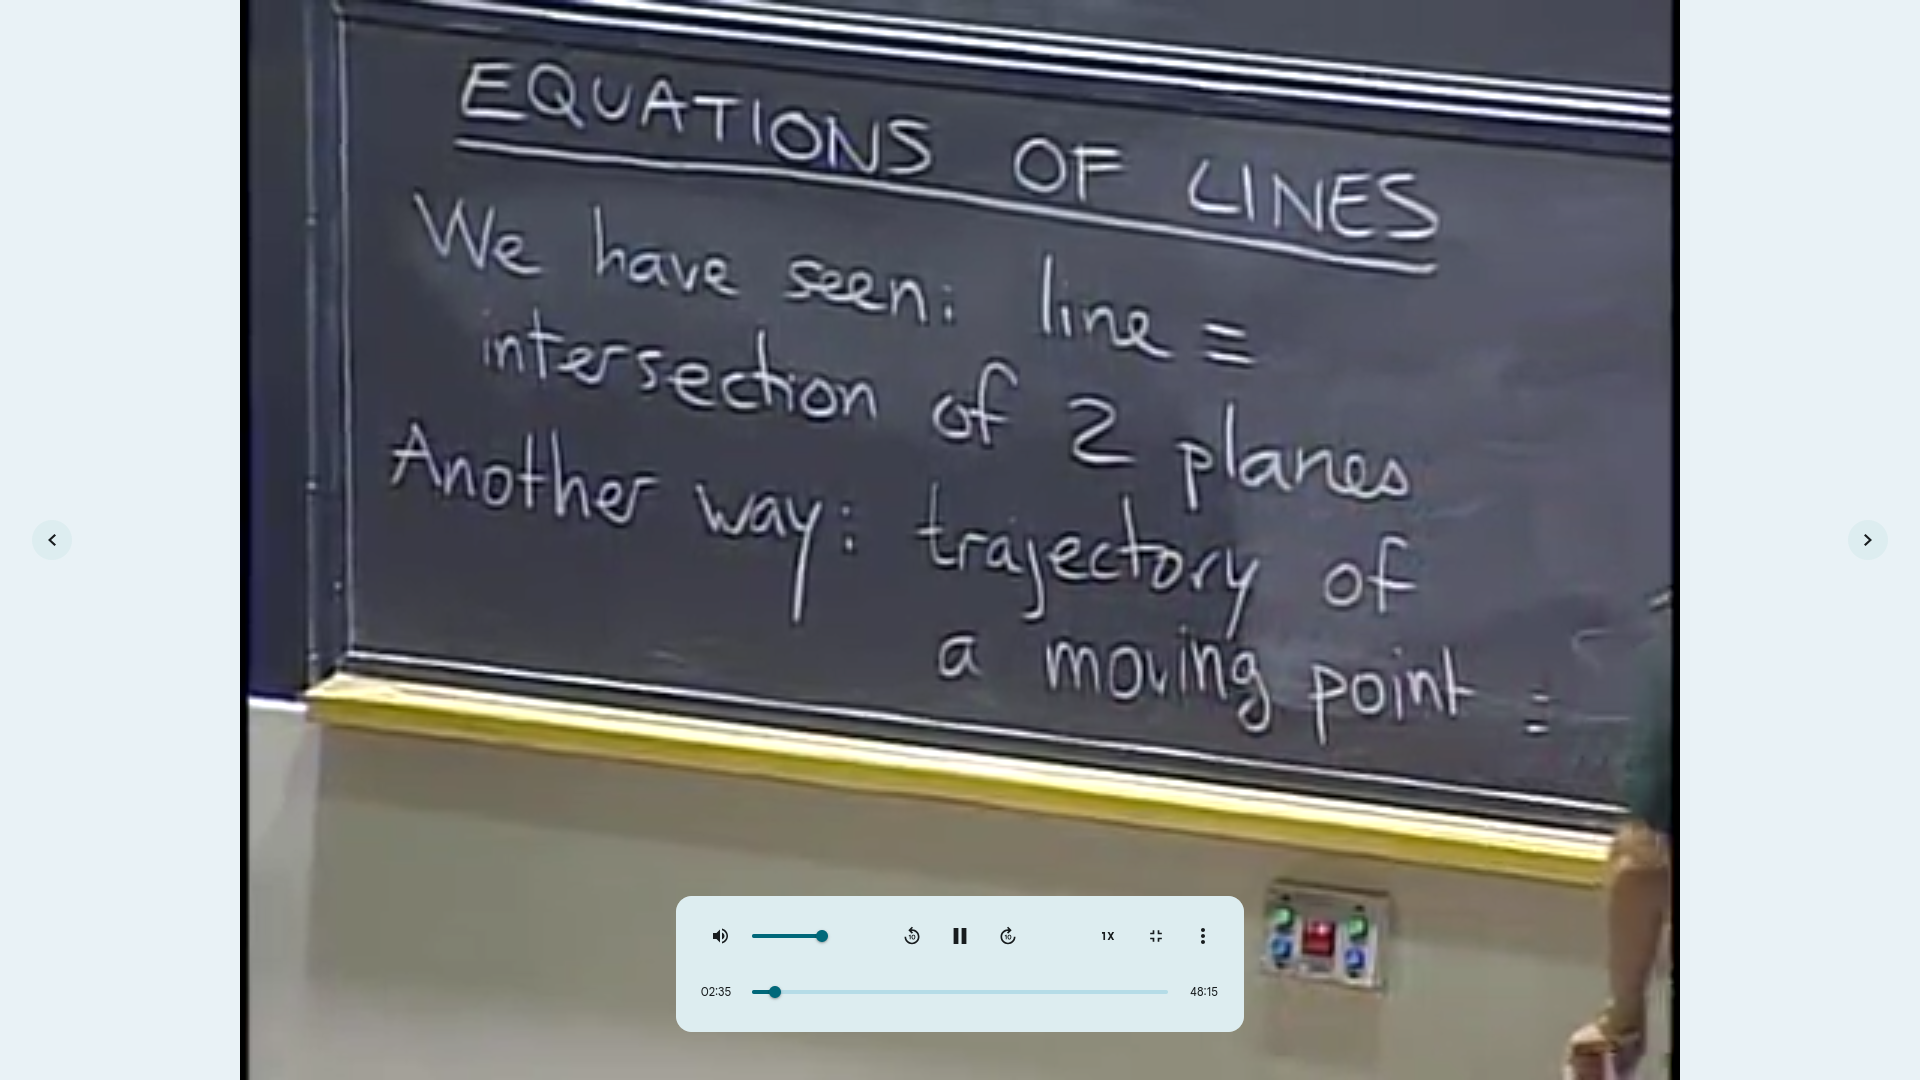 EQUATIONS OF LINES
We have seen: line =
intersection of 2 planes
Another way: trajectory of
a moving point =
1X
02:35
48:15